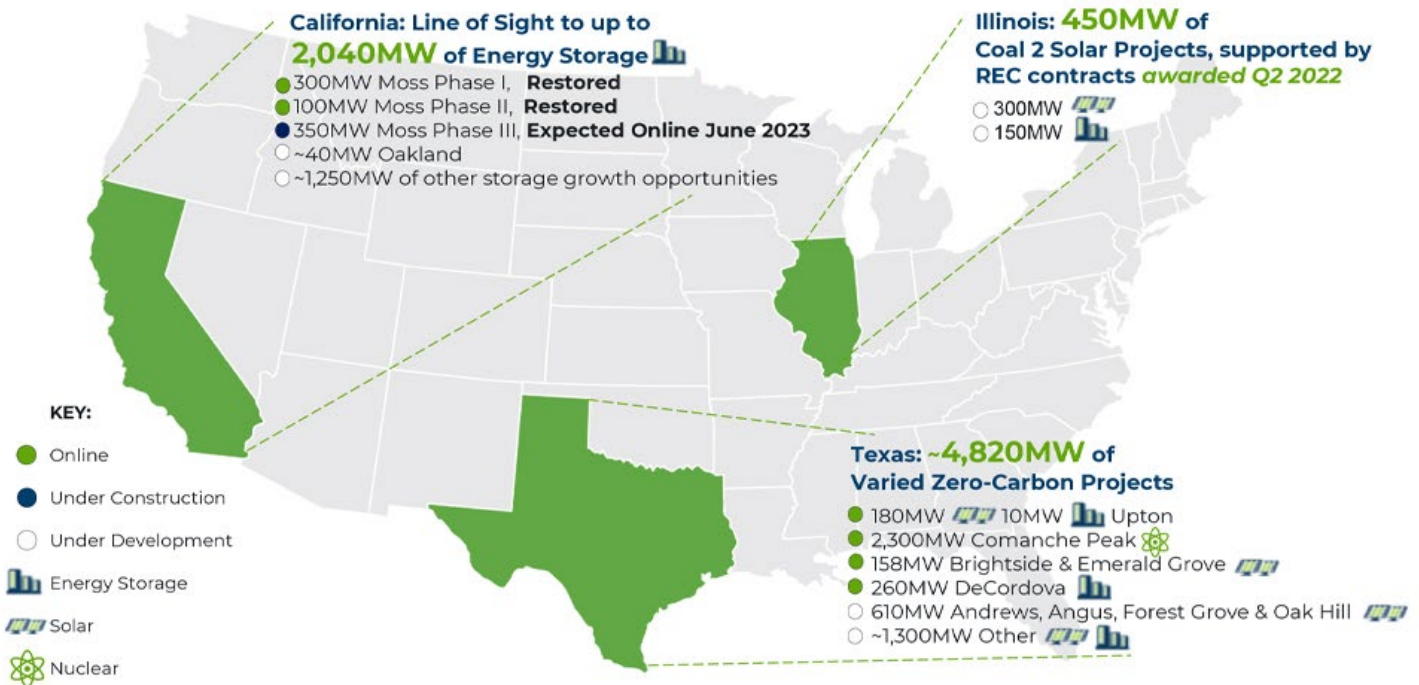 California: Line of Sight to up to
2,040MW of Energy Storage
300MW Moss Phase I, Restored
100MW Moss Phase II, Restored
350MW Moss Phase III, Expected Online June 2023
~40MW Oakland
~1,250MW of other storage growth opportunities
Illinois: 450MW of
Coal 2 Solar Projects, supported by
REC contracts awarded Q2 2022
300MW
150MW
KEY:
Online
Under Construction
Under Development
Energy Storage
Solar
Nuclear
Texas: ~4,820MW of
Varied Zero-Carbon Projects
180MW 10MW Upton
2,300MW Comanche Peak
158MW Brightside & Emerald Grove
260MW DeCordova
610MW Andrews, Angus, Forest Grove & Oak Hill
~1,300MW Other